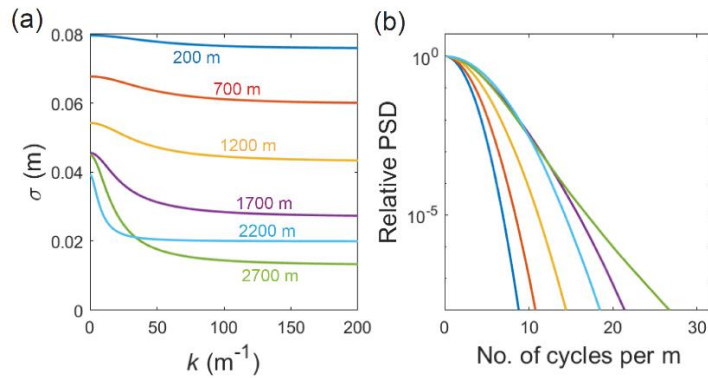 (a)
0.08
0.06
0.04
0.02
0
σ (m)
200 m
700 m
1200 m
1700 m
2200 m
2700 m
0 50 100 150 200
k (m⁻¹)
(b)
10⁰
10⁻⁵
Relative PSD
0 10 20 30
No. of cycles per m